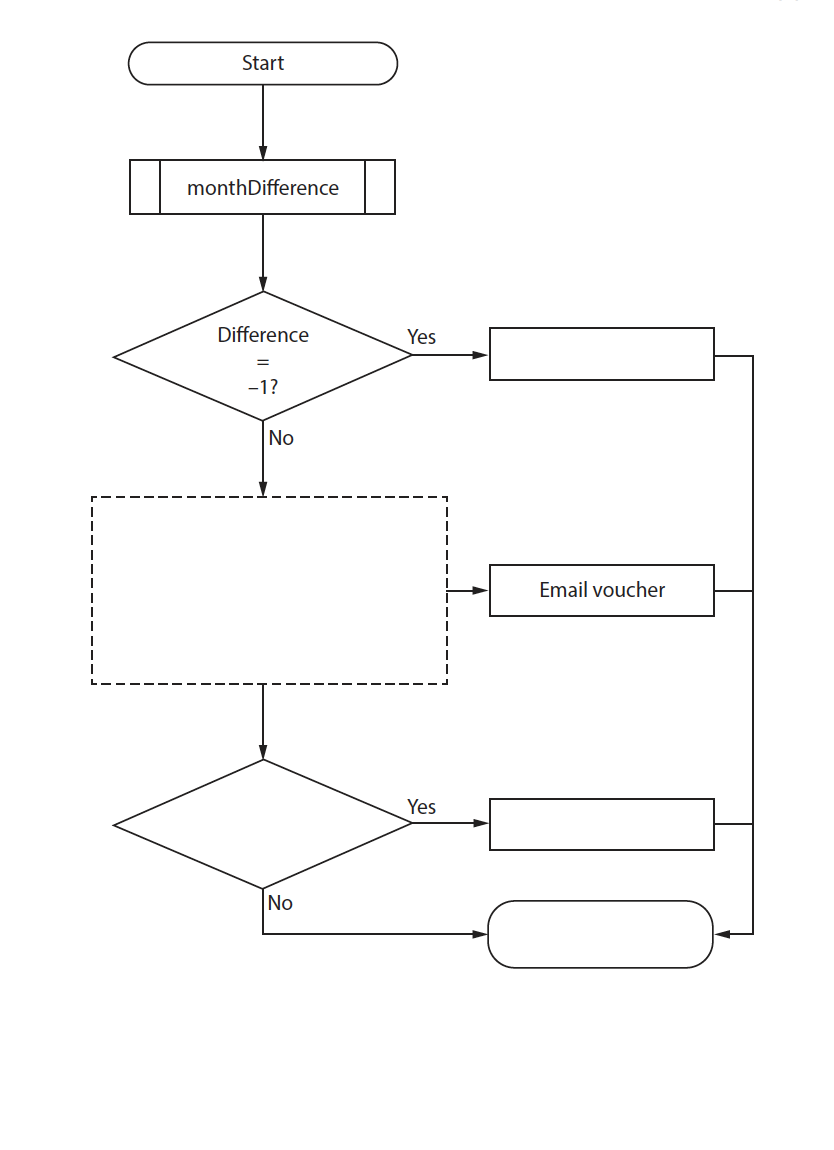 Start
monthDifference
Difference
=
–1?
Yes
No
Email voucher
Yes
No